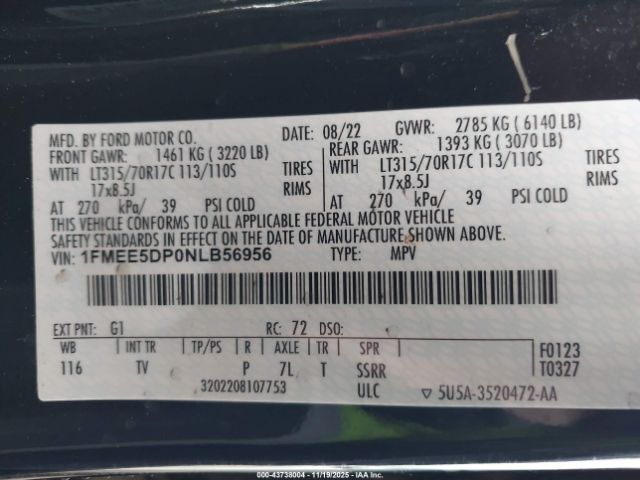 MFD. BY FORD MOTOR CO.
DATE: 08/22 GVWR: 2785 KG ( 6140 LB)
FRONT GAWR: 1461 KG ( 3220 LB)
REAR GAWR: 1393 KG ( 3070 LB)
WITH LT315/70R17C 113/110S TIRES
WITH LT315/70R17C 113/110S TIRES
17x8.5J RIMS
17x8.5J RIMS
AT 270 kPa/ 39 PSI COLD
AT 270 kPa/ 39 PSI COLD
THIS VEHICLE CONFORMS TO ALL APPLICABLE FEDERAL MOTOR VEHICLE
SAFETY STANDARDS IN EFFECT ON THE DATE OF MANUFACTURE SHOWN ABOVE.
VIN: 1FMEE5DP0NLB56956 TYPE: MPV
EXT PNT: G1 RC: 72 DSO:
WB INT TR TP/PS R AXLE TR SPR
116 TV P 7L T SSRR
F0123
T0327
3202208107753 ULC ▽ 5U5A-3520472-AA
000-43738004 - 11/19/2025 - IAA Inc.